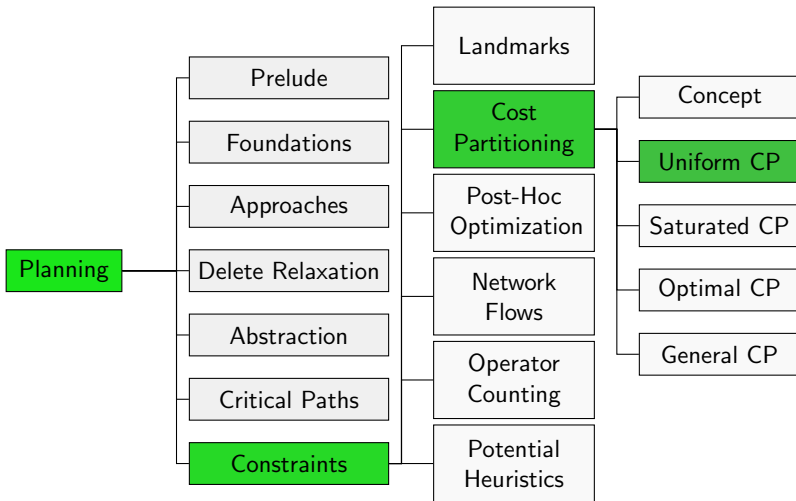 Planning
Prelude
Foundations
Approaches
Delete Relaxation
Abstraction
Critical Paths
Constraints
Landmarks
Cost
Partitioning
Post-Hoc
Optimization
Network
Flows
Operator
Counting
Potential
Heuristics
Concept
Uniform CP
Saturated CP
Optimal CP
General CP